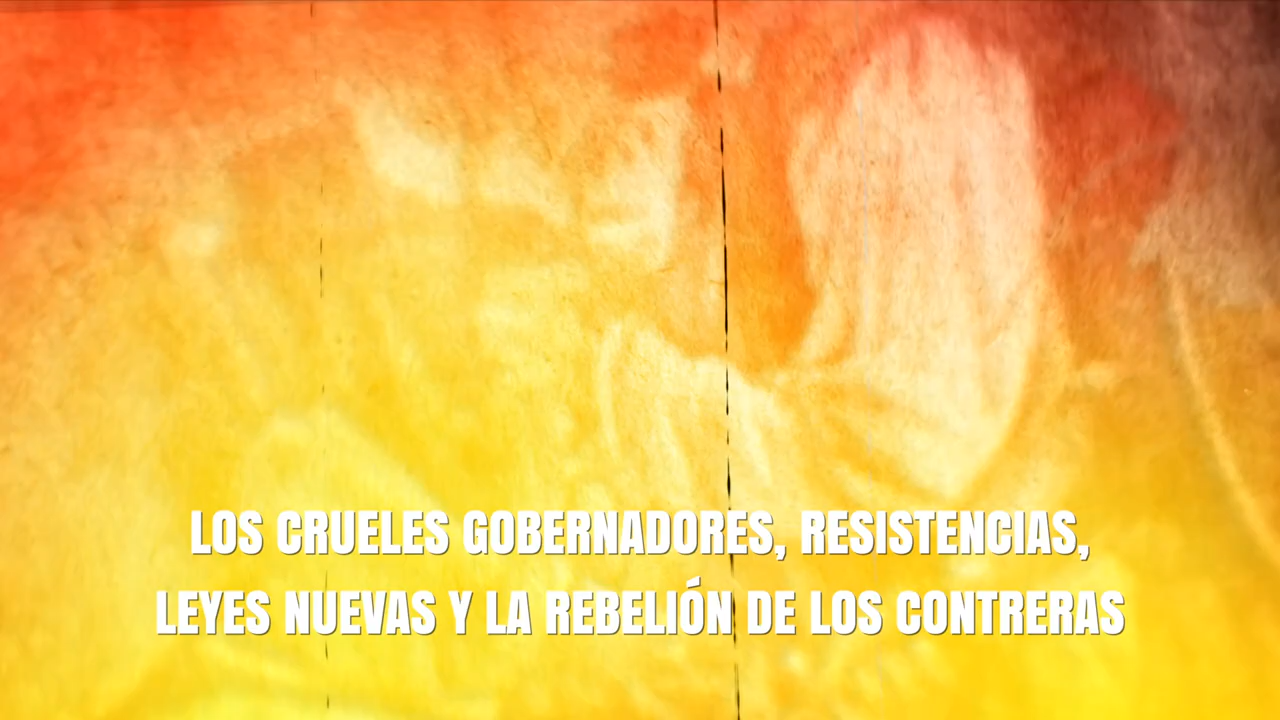 LOS CRUELES GOBERNADORES, RESISTENCIAS,
LEYES NUEVAS Y LA REBELIÓN DE LOS CONTRERAS